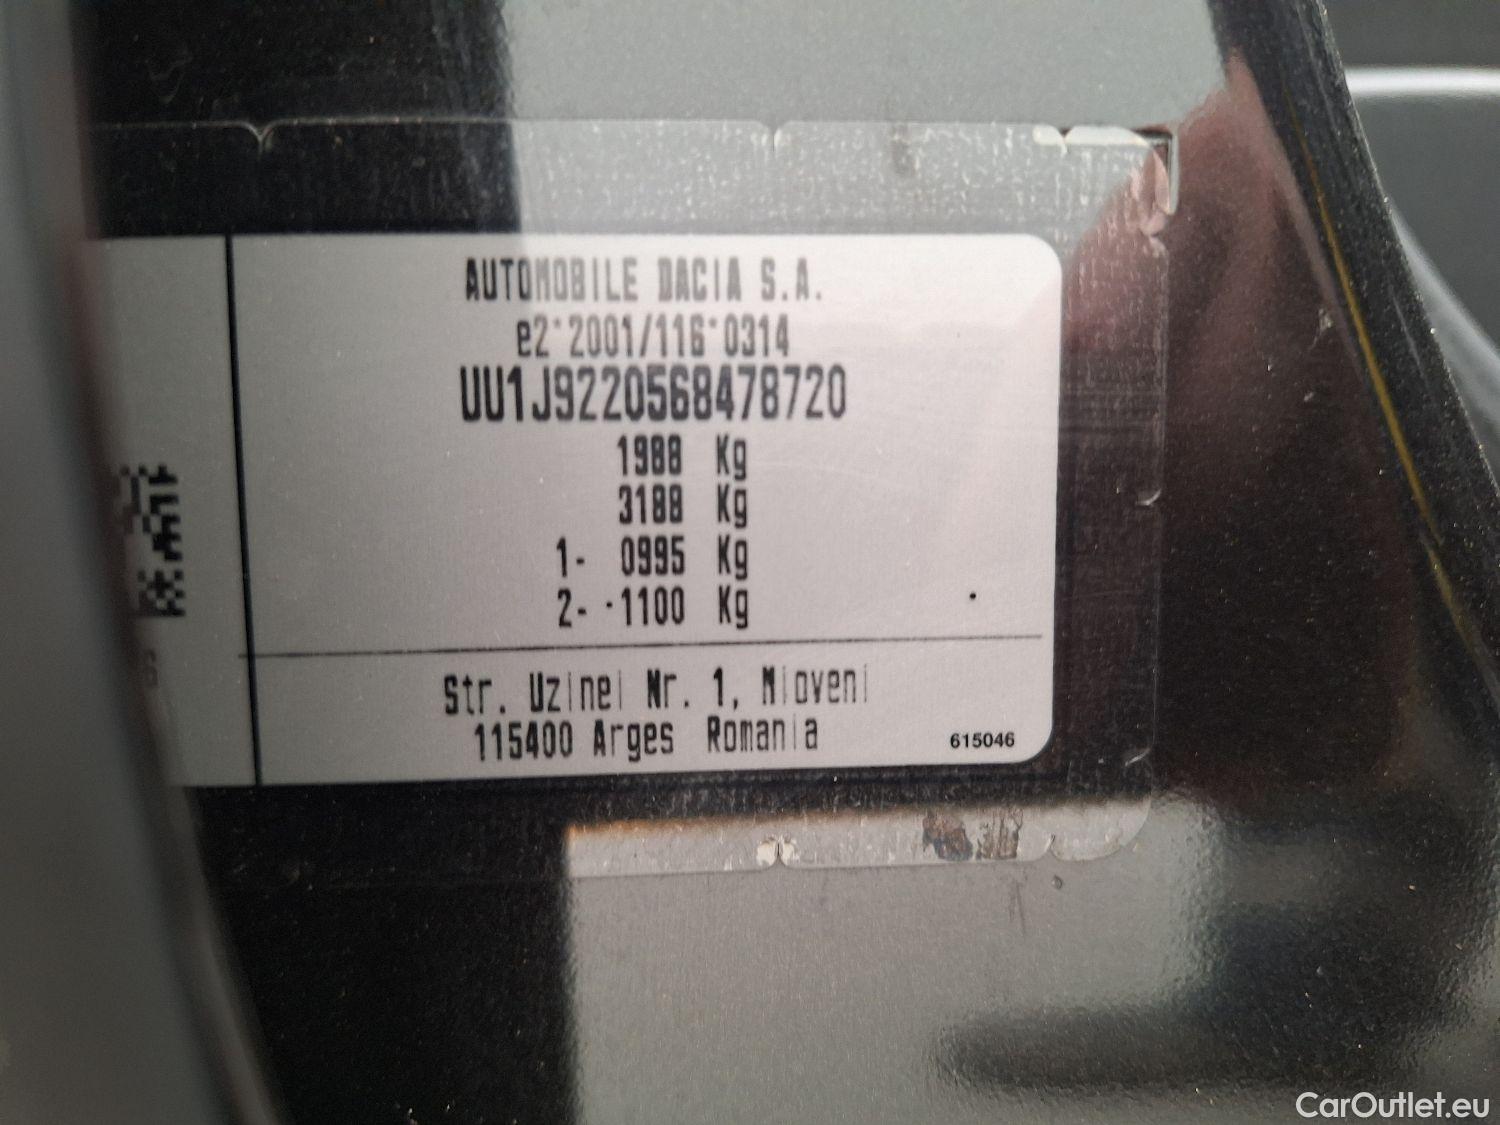 AUTOMOBILE DACIA S.A.
e2*2001/116*0314
UU1J9220568478720
1988 Kg
3188 Kg
1- 0995 Kg
2- 1100 Kg
Str. Uzinei Nr. 1, Mioveni
115400 Arges Romania
615046
CarOutlet.eu